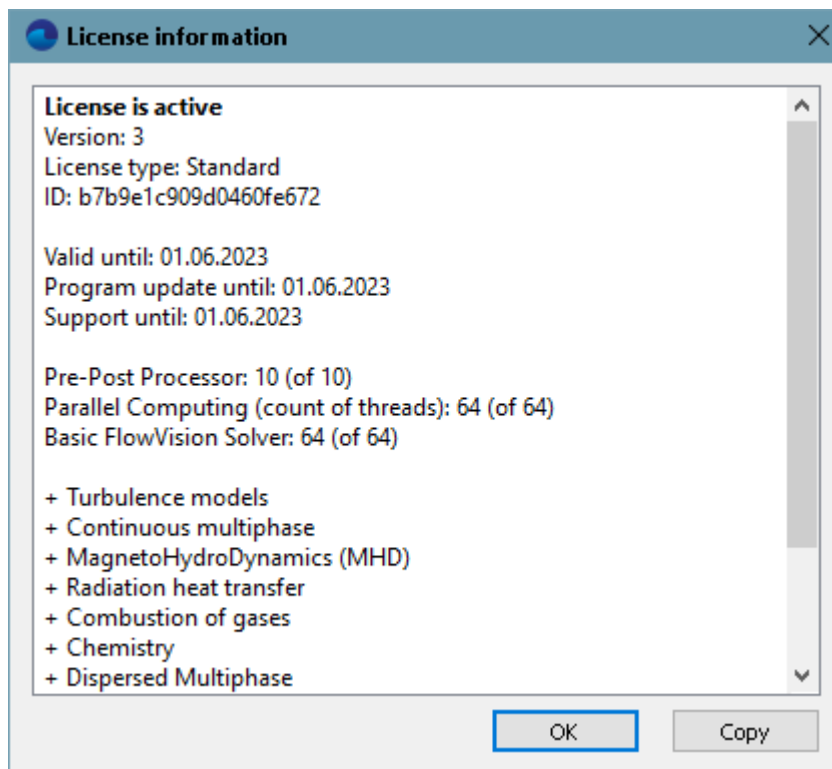 License information
License is active
Version: 3
License type: Standard
ID: b7b9e1c909d0460fe672
Valid until: 01.06.2023
Program update until: 01.06.2023
Support until: 01.06.2023
Pre-Post Processor: 10 (of 10)
Parallel Computing (count of threads): 64 (of 64)
Basic FlowVision Solver: 64 (of 64)
+ Turbulence models
+ Continuous multiphase
+ MagnetoHydroDynamics (MHD)
+ Radiation heat transfer
+ Combustion of gases
+ Chemistry
+ Dispersed Multiphase
OK
Copy